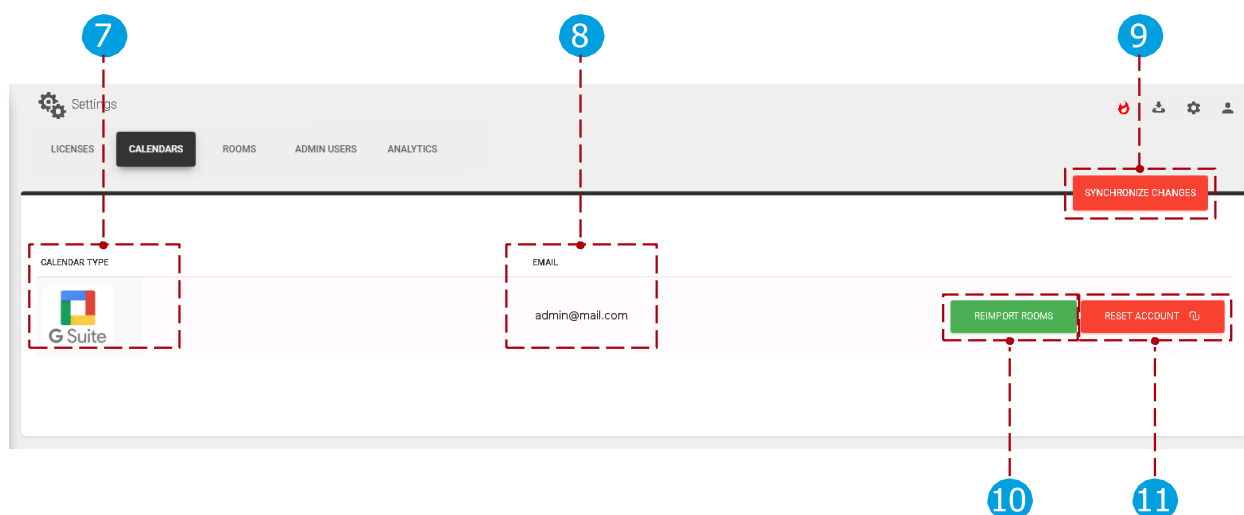 7 8 9
Settings
LICENSES CALENDARS ROOMS ADMIN USERS ANALYTICS
SYNCHRONIZE CHANGES
CALENDAR TYPE EMAIL
G Suite admin@mail.com REIMPORT ROOMS RESET ACCOUNT
10 11